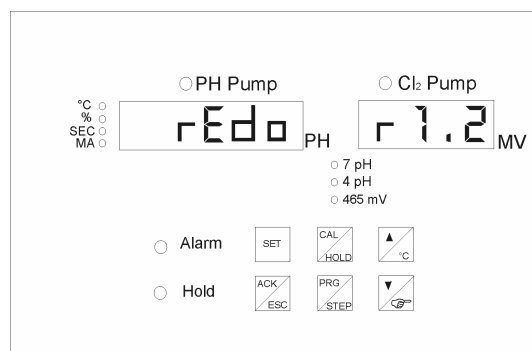 PH Pump
Cl₂ Pump
°C
%
SEC
MA
rEdo PH
r1.2 MV
7 pH
4 pH
465 mV
Alarm
SET
CAL
HOLD
°C
Hold
ACK
ESC
PRG
STEP